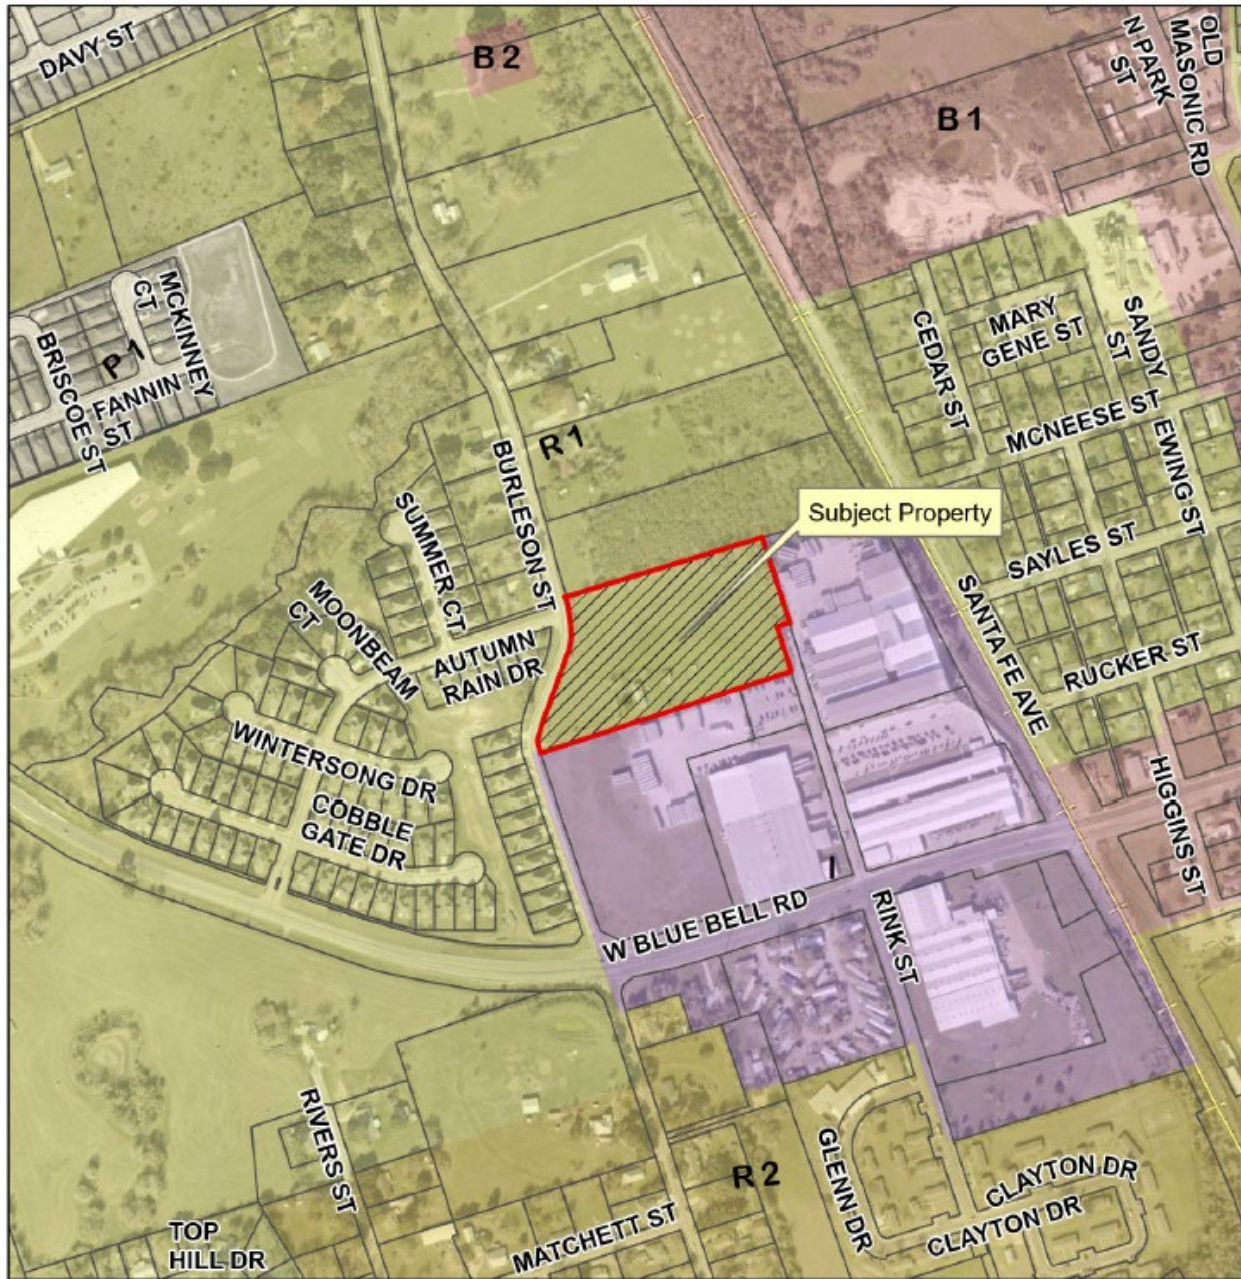 DAVY ST
B 2
OLD
MASONIC RD
N PARK
ST
B 1
MCKINNEY
CT
P 1
BRISCOE ST
FANNIN
ST
CEDAR ST
MARY
GENE ST
SANDY
ST
MCNEESE ST
EWING ST
R 1
BURLESON ST
SUMMER CT
Subject Property
SAYLES ST
MOONBEAM
CT
AUTUMN
RAIN DR
SANTA FE AVE
RUCKER ST
WINTERSONG DR
COBBLE
GATE DR
HIGGINS ST
I
W BLUE BELL RD
RINK ST
RIVERS ST
R 2
GLENN DR
CLAYTON DR
CLAYTON DR
MATCHETT ST
TOP
HILL DR